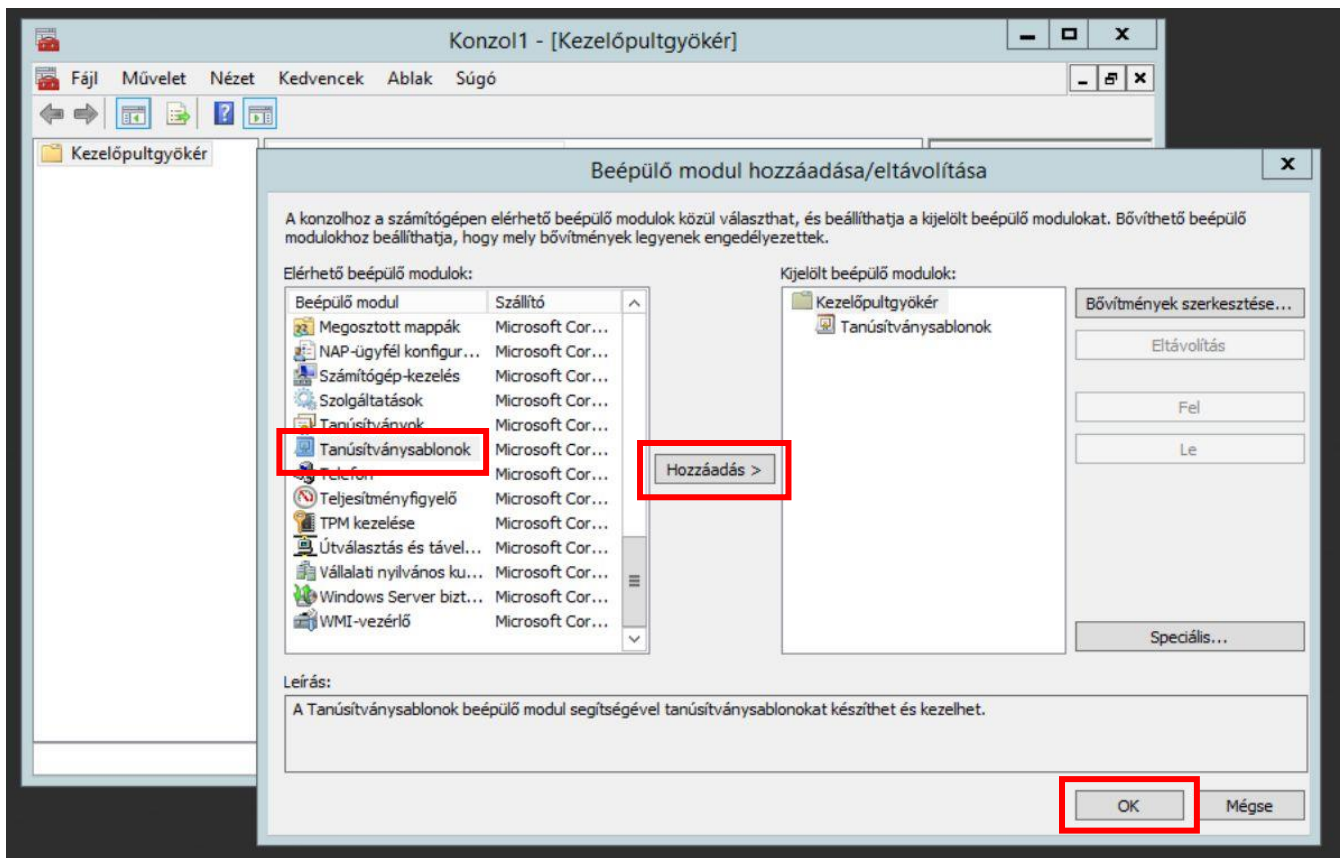 Konzol1 - [Kezelőpultgyökér]
Fájl Művelet Nézet Kedvencek Ablak Súgó
Kezelőpultgyökér
Beépülő modul hozzáadása/eltávolítása
A konzolhoz a számítógépen elérhető beépülő modulok közül választhat, és beállíthatja a kijelölt beépülő modulokat. Bővíthető beépülő
modulokhoz beállíthatja, hogy mely bővítmények legyenek engedélyezettek.
Elérhető beépülő modulok:
Beépülő modul Szállító
Megosztott mappák Microsoft Cor...
NAP-ügyfél konfigur... Microsoft Cor...
Számítógép-kezelés Microsoft Cor...
Szolgáltatások Microsoft Cor...
Tanúsítványok Microsoft Cor...
Tanúsítványsablonok Microsoft Cor...
Telefon Microsoft Cor...
Teljesítményfigyelő Microsoft Cor...
TPM kezelése Microsoft Cor...
Útválasztás és tável... Microsoft Cor...
Vállalati nyilvános ku... Microsoft Cor...
Windows Server bizt... Microsoft Cor...
WMI-vezérlő Microsoft Cor...
Hozzáadás >
Kijelölt beépülő modulok:
Kezelőpultgyökér
Tanúsítványsablonok
Bővítmények szerkesztése...
Eltávolítás
Fel
Le
Speciális...
Leírás:
A Tanúsítványsablonok beépülő modul segítségével tanúsítványsablonokat készíthet és kezelhet.
OK Mégse